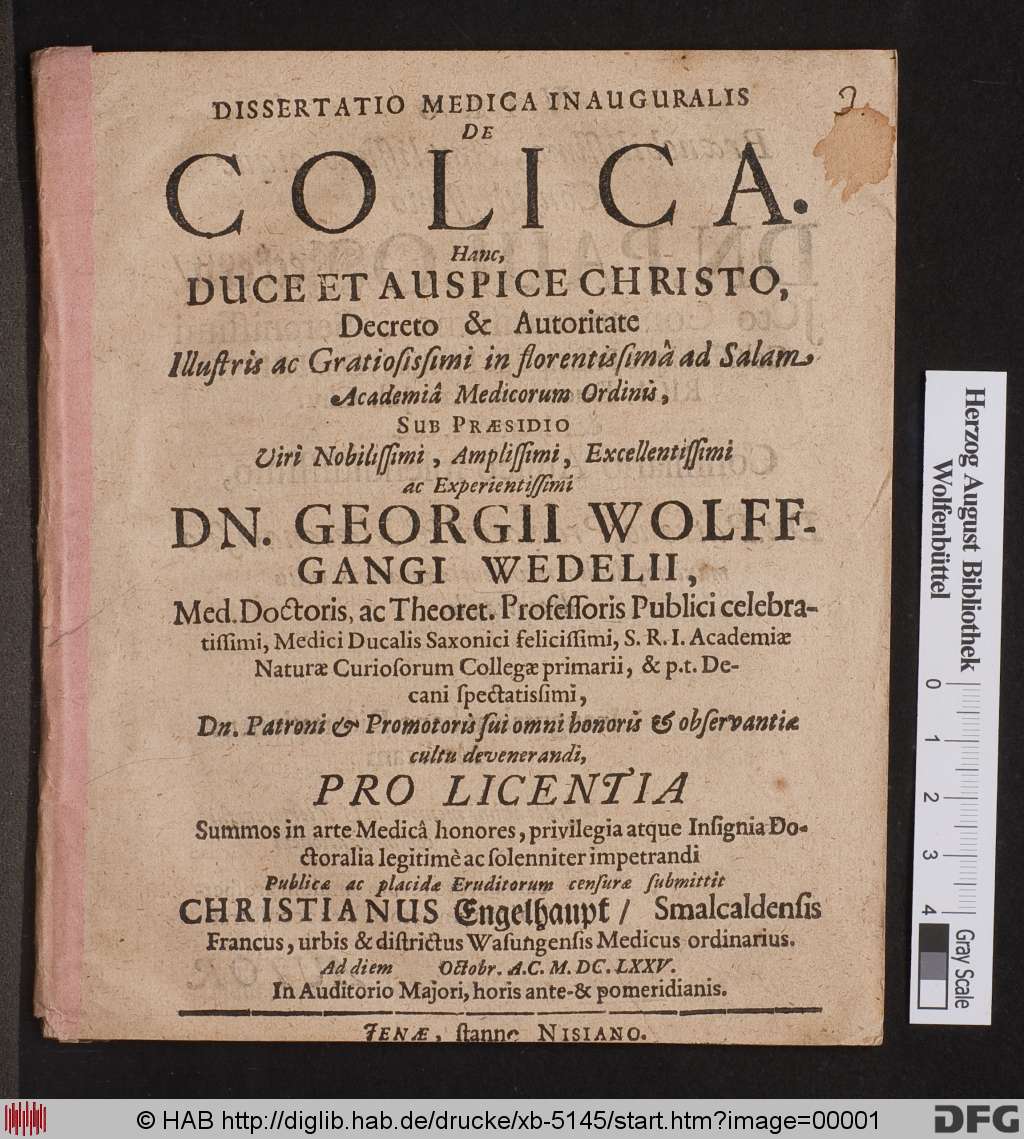 2
DISSERTATIO MEDICA INAUGURALIS
DE
COLICA.
Hanc,
DUCE ET AUSPICE CHRISTO,
Decreto & Autoritate
Illuſtris ac Gratioſisſimi in florentisſimâ ad Salam
Academiâ Medicorum Ordinis,
SUB PRÆSIDIO
Viri Nobiliſſimi, Ampliſſimi, Excellentiſſimi
ac Experientiſſimi
DN. GEORGII WOLFF-
GANGI WEDELII,
Med. Doctoris, ac Theoret. Profeſſoris Publici celebra-
tiſſimi, Medici Ducalis Saxonici feliciſſimi, S. R. I. Academiæ
Naturæ Curioſorum Collegæ primarii, & p. t. De-
cani ſpectatisſimi,
Dn. Patroni & Promotoris ſui omni honoris & obſervantiæ
cultu devenerandi,
PRO LICENTIA
Summos in arte Medicâ honores, privilegia atque Inſignia Do-
ctoralia legitimè ac ſolenniter impetrandi
Publicæ ac placidæ Eruditorum cenſuræ ſubmittit
CHRISTIANUS Engelhaupt / Smalcaldenſis
Francus, urbis & diſtrictus Waſungenſis Medicus ordinarius.
Ad diem Octobr. A. C. M. DC. LXXV.
In Auditorio Majori, horis ante-& pomeridianis.
JENÆ, ſtanno NISIANO.
Herzog August Bibliothek
Wolfenbüttel
0 1 2 3 4
Gray Scale
© HAB http://diglib.hab.de/drucke/xb-5145/start.htm?image=00001
DFG